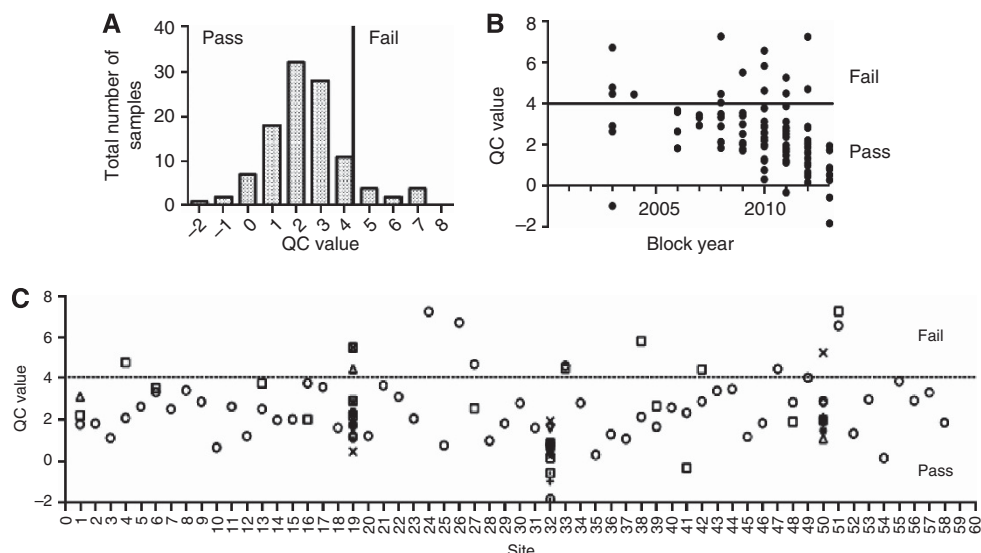 A
Total number of
samples
40
30
20
10
0
Pass
Fail
–2 –1 0 1 2 3 4 5 6 7 8
QC value
B
QC value
8
6
4
2
0
–2
Fail
Pass
2005 2010
Block year
C
QC value
8
6
4
2
0
–2
Fail
Pass
0 1 2 3 4 5 6 7 8 9 10 11 12 13 14 15 16 17 18 19 20 21 22 23 24 25 26 27 28 29 30 31 32 33 34 35 36 37 38 39 40 41 42 43 44 45 46 47 48 49 50 51 52 53 54 55 56 57 58 59 60
Site